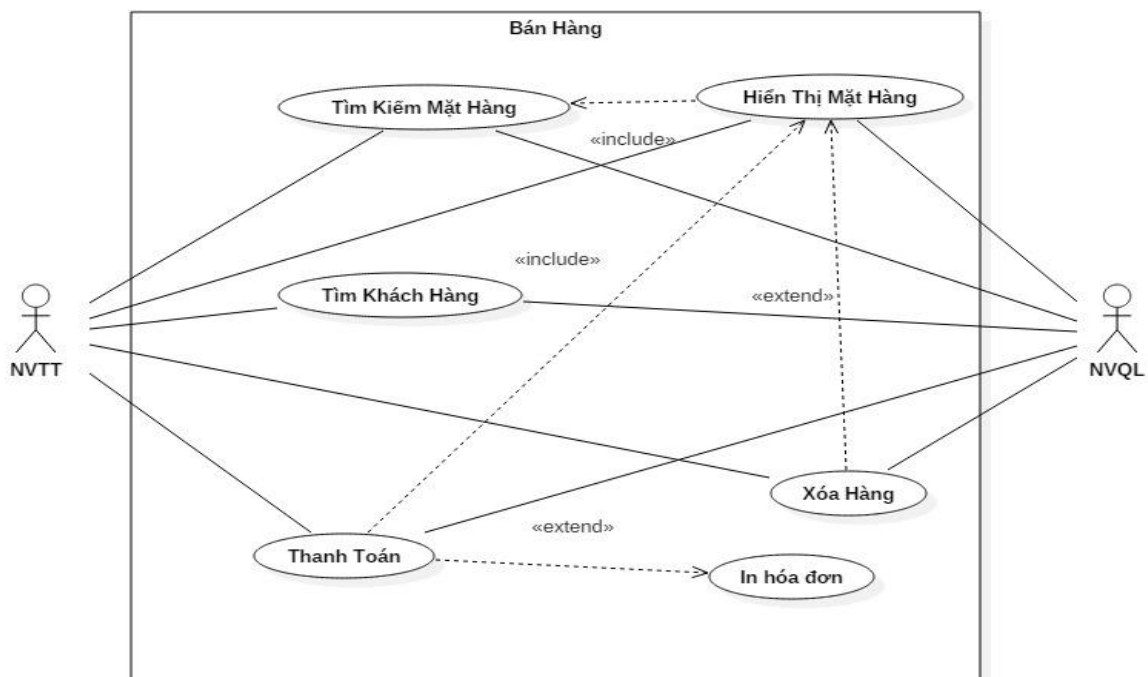 Bán Hàng
Tìm Kiếm Mặt Hàng
Hiển Thị Mặt Hàng
«include»
«include»
Tìm Khách Hàng
«extend»
NVTT
NVQL
Xóa Hàng
«extend»
Thanh Toán
In hóa đơn